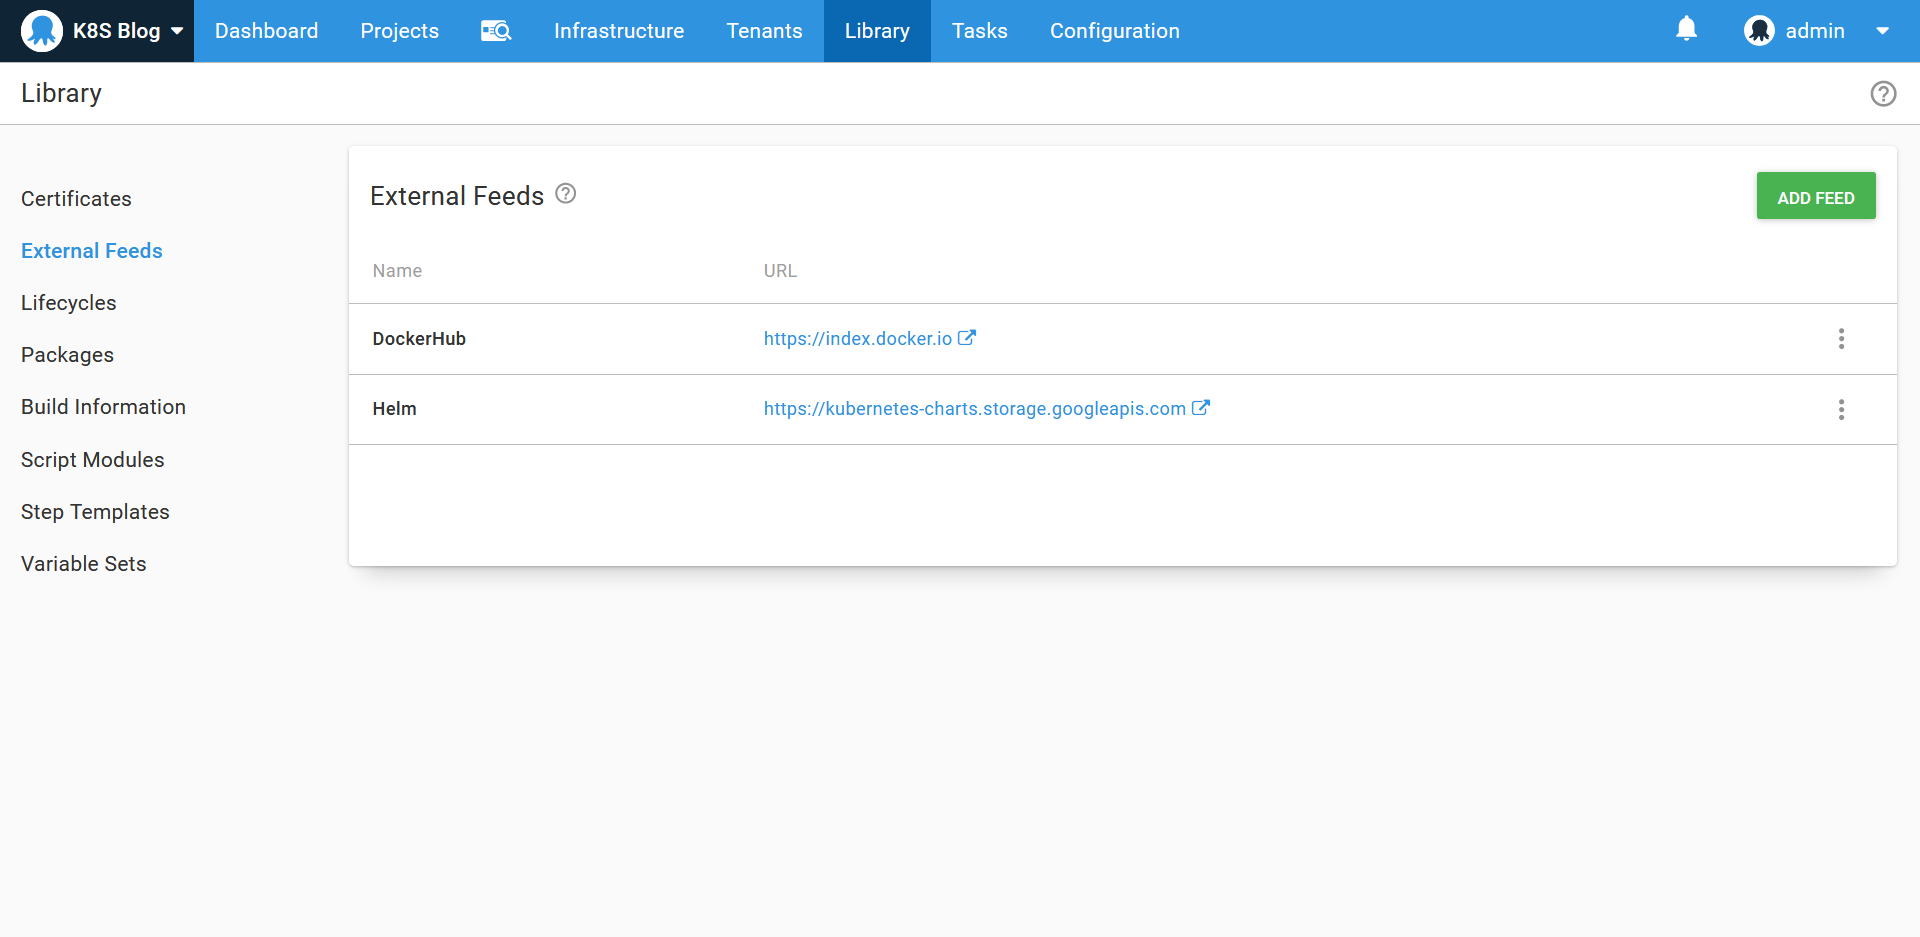 K8S Blog Dashboard Projects Infrastructure Tenants Library Tasks Configuration admin
Library
Certificates
External Feeds
Lifecycles
Packages
Build Information
Script Modules
Step Templates
Variable Sets
External Feeds
ADD FEED
Name URL
DockerHub https://index.docker.io
Helm https://kubernetes-charts.storage.googleapis.com